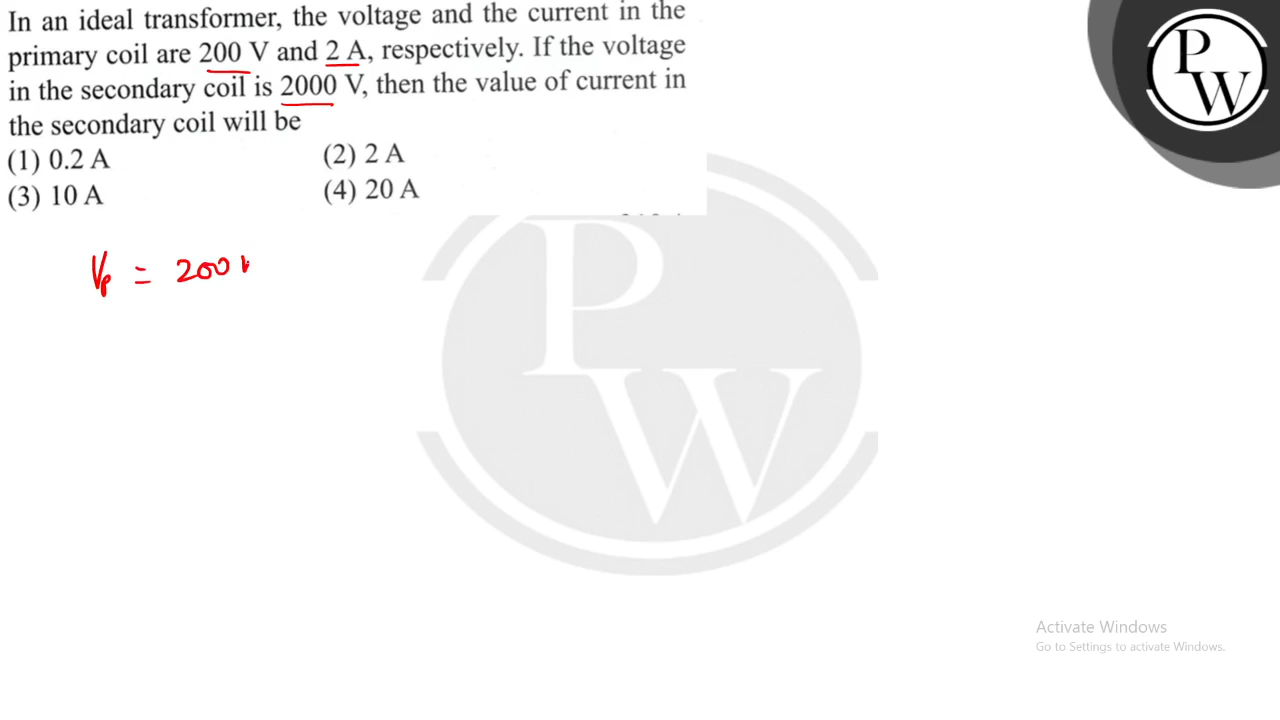 In an ideal transformer, the voltage and the current in the
primary coil are 200 V and 2 A, respectively. If the voltage
in the secondary coil is 2000 V, then the value of current in
the secondary coil will be
(1) 0.2 A (2) 2 A
(3) 10 A (4) 20 A
Vp = 200 V
P
W
P
W
Activate Windows
Go to Settings to activate Windows.